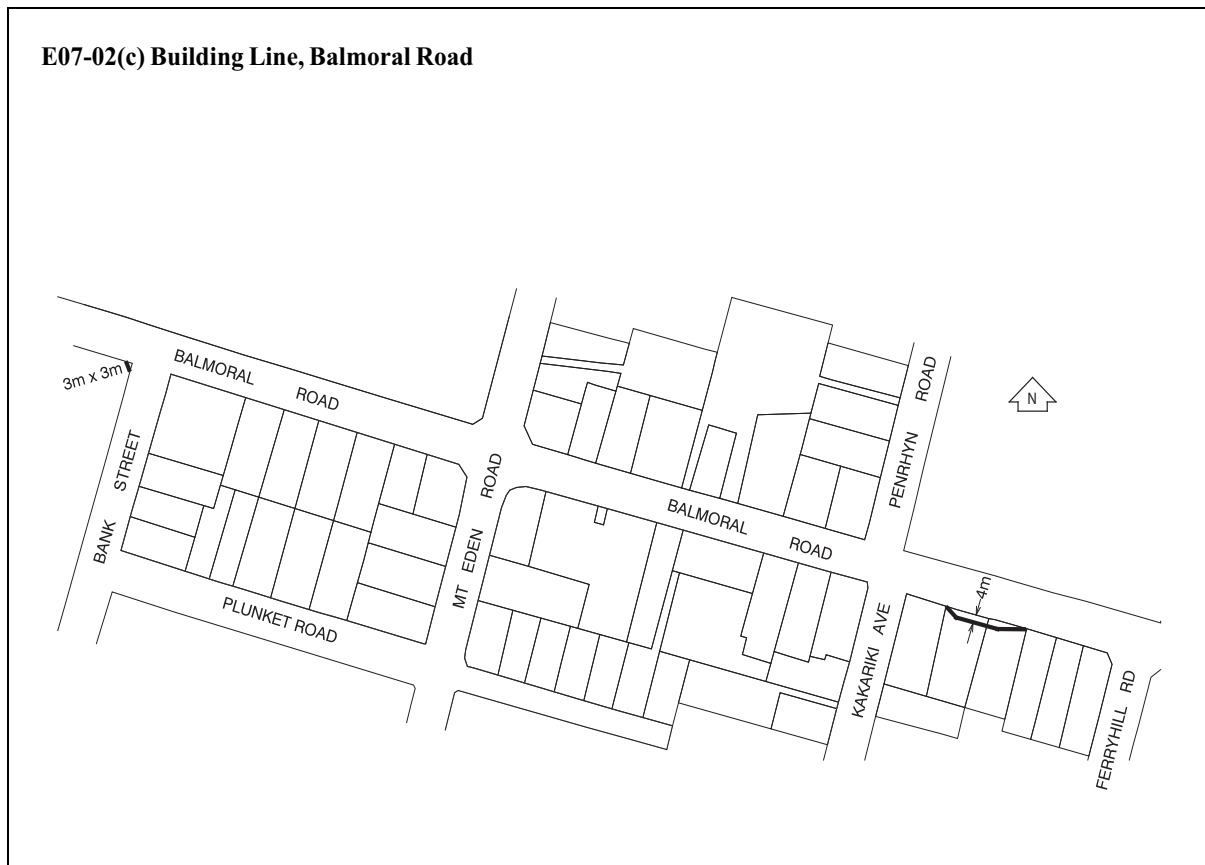 E07-02(c) Building Line, Balmoral Road
BALMORAL ROAD
3m x 3m
BANK STREET
PLUNKET ROAD
MT EDEN ROAD
BALMORAL ROAD
PENRHYN ROAD
N
4m
KAKARIKI AVE
FERRYHILL RD